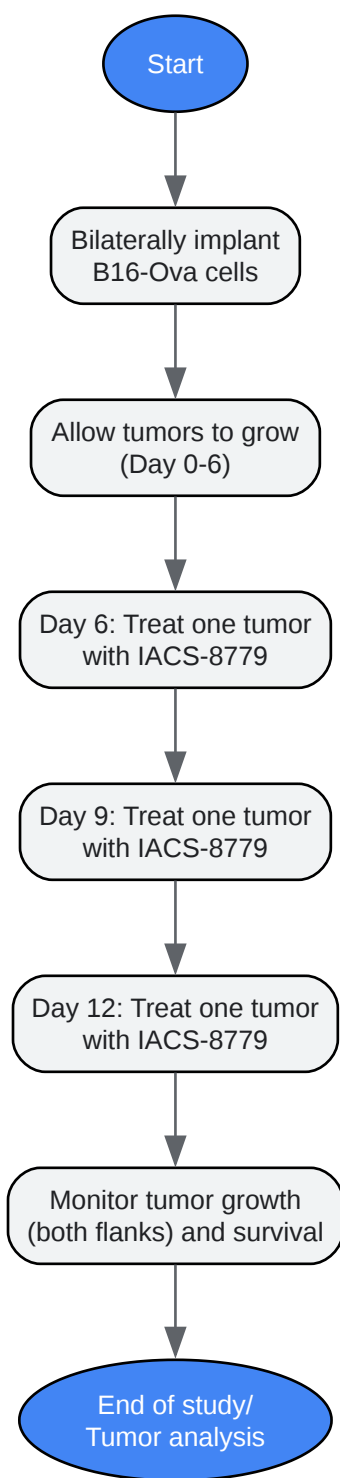 Start
Bilaterally implant
B16-Ova cells
Allow tumors to grow
(Day 0-6)
Day 6: Treat one tumor
with IACS-8779
Day 9: Treat one tumor
with IACS-8779
Day 12: Treat one tumor
with IACS-8779
Monitor tumor growth
(both flanks) and survival
End of study/
Tumor analysis